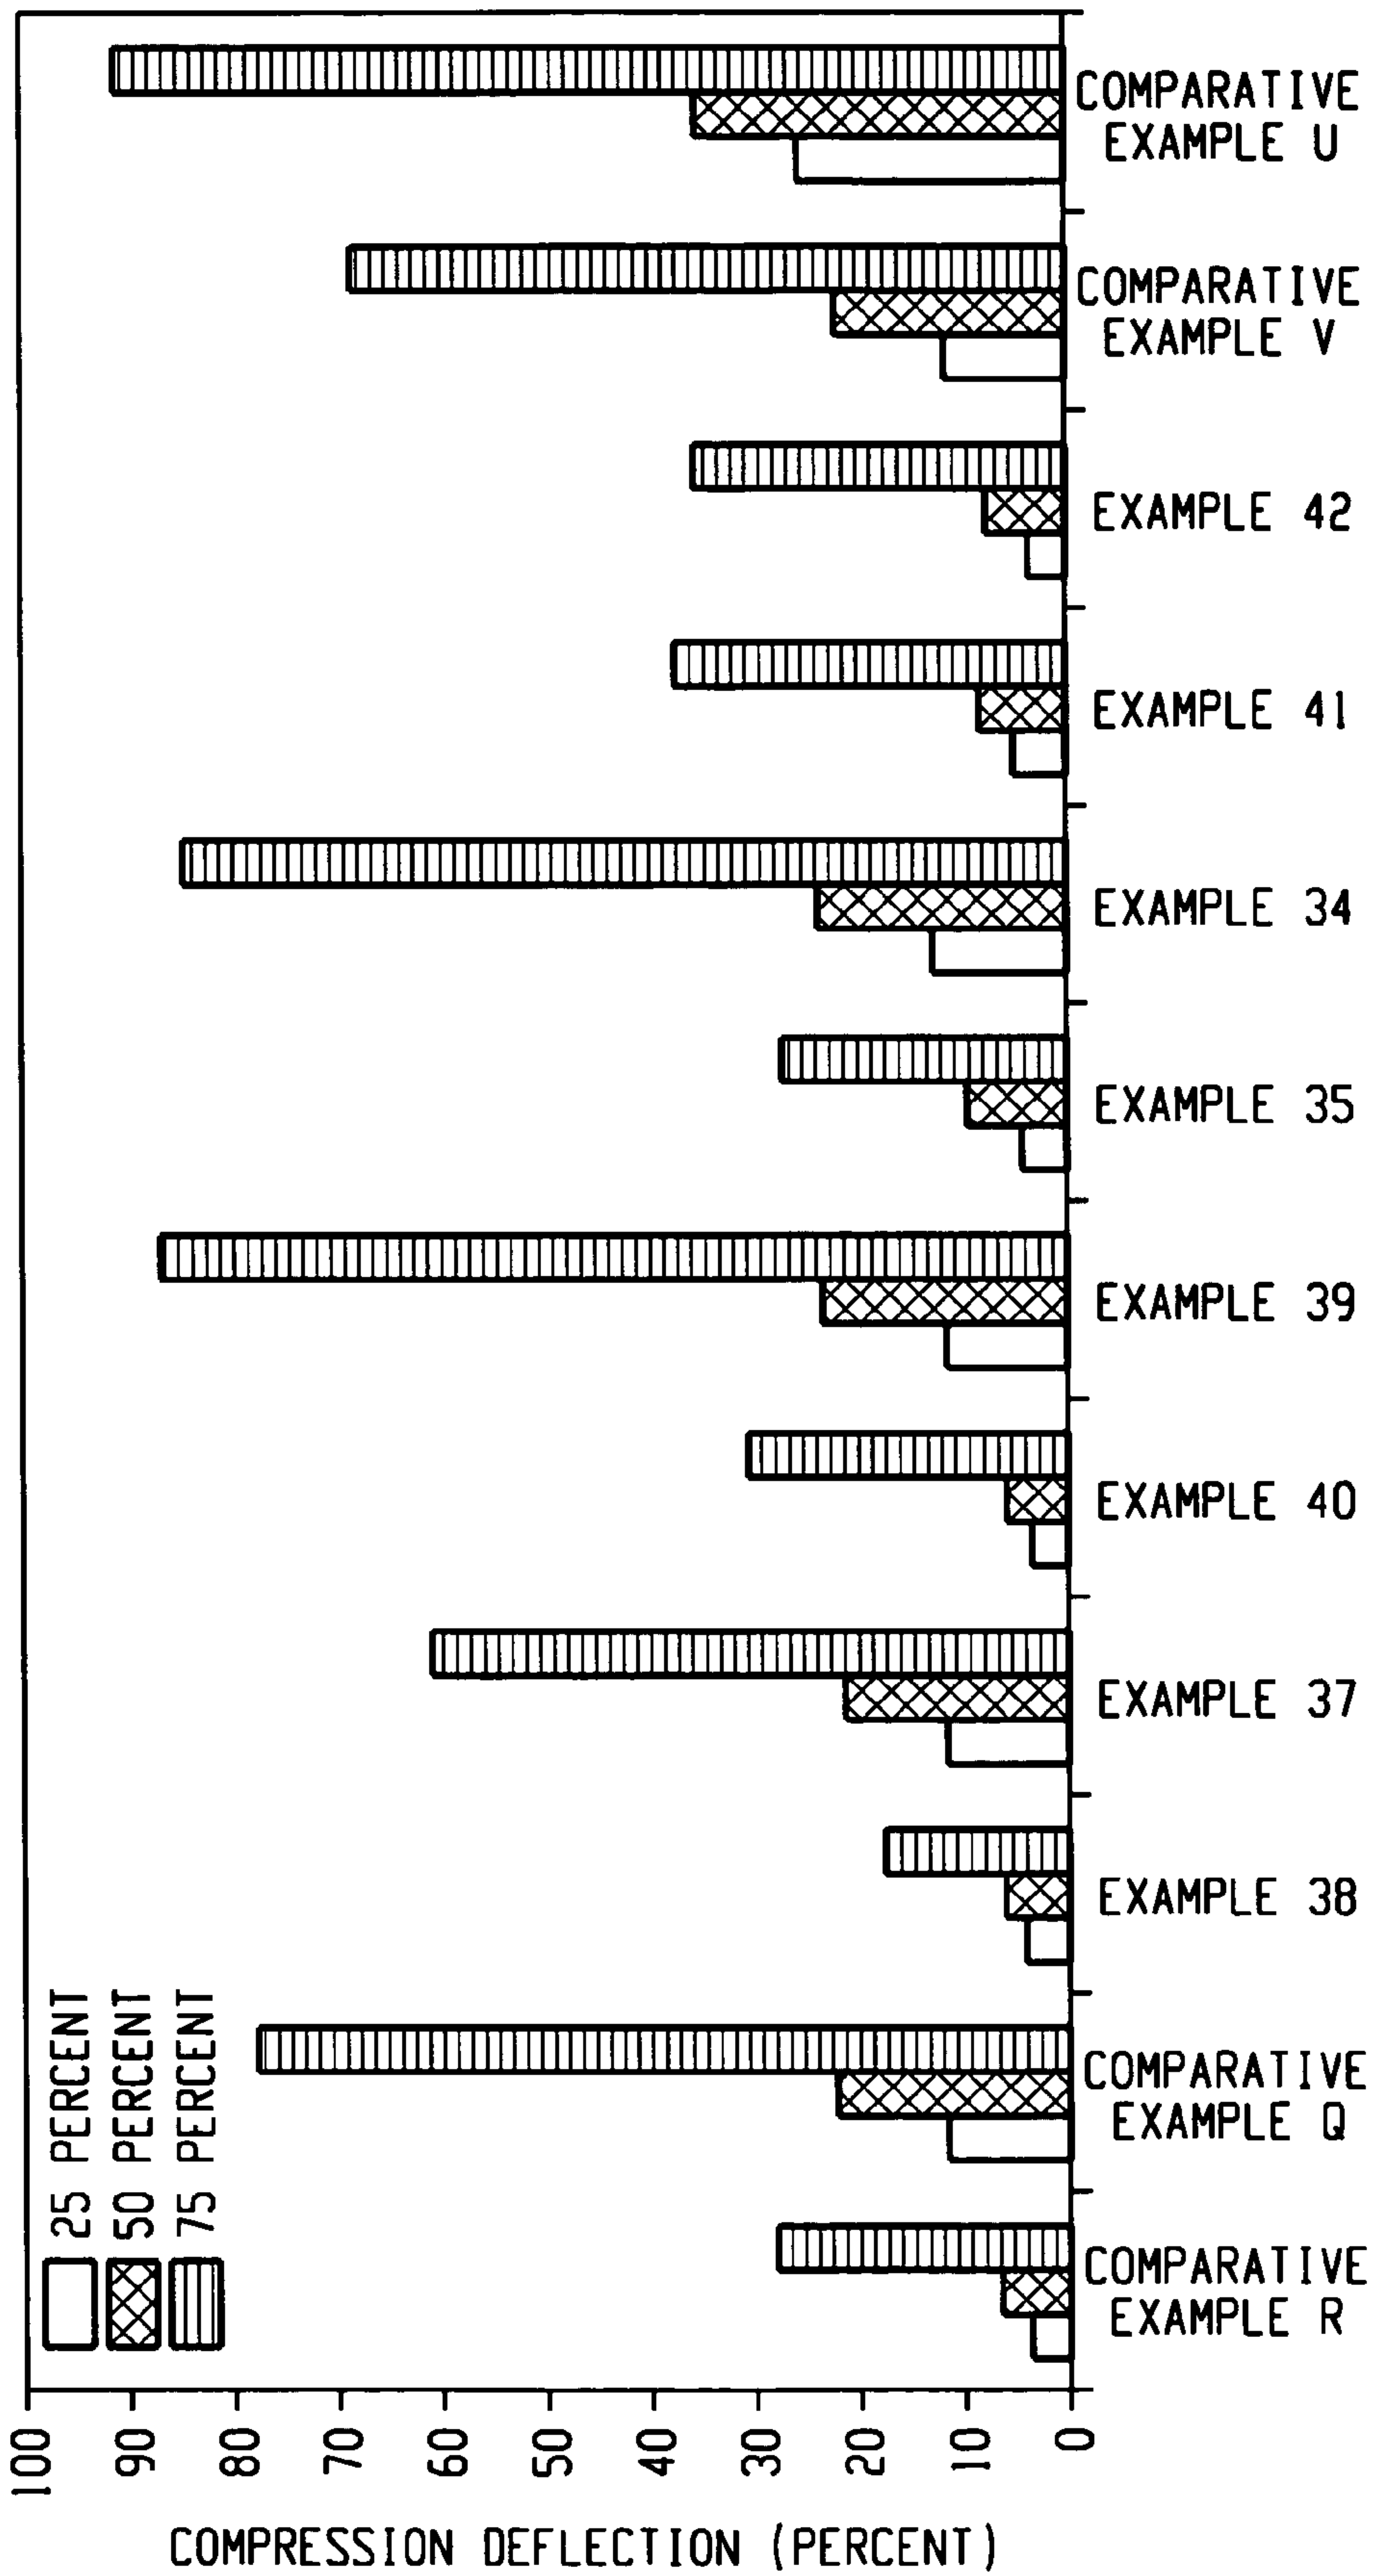 COMPARATIVE
EXAMPLE U
COMPARATIVE
EXAMPLE V
EXAMPLE 42
EXAMPLE 41
EXAMPLE 34
EXAMPLE 35
EXAMPLE 39
EXAMPLE 40
EXAMPLE 37
EXAMPLE 38
COMPARATIVE
EXAMPLE Q
COMPARATIVE
EXAMPLE R
25 PERCENT
50 PERCENT
75 PERCENT
100
90
80
70
60
50
40
30
20
10
0
COMPRESSION DEFLECTION (PERCENT)